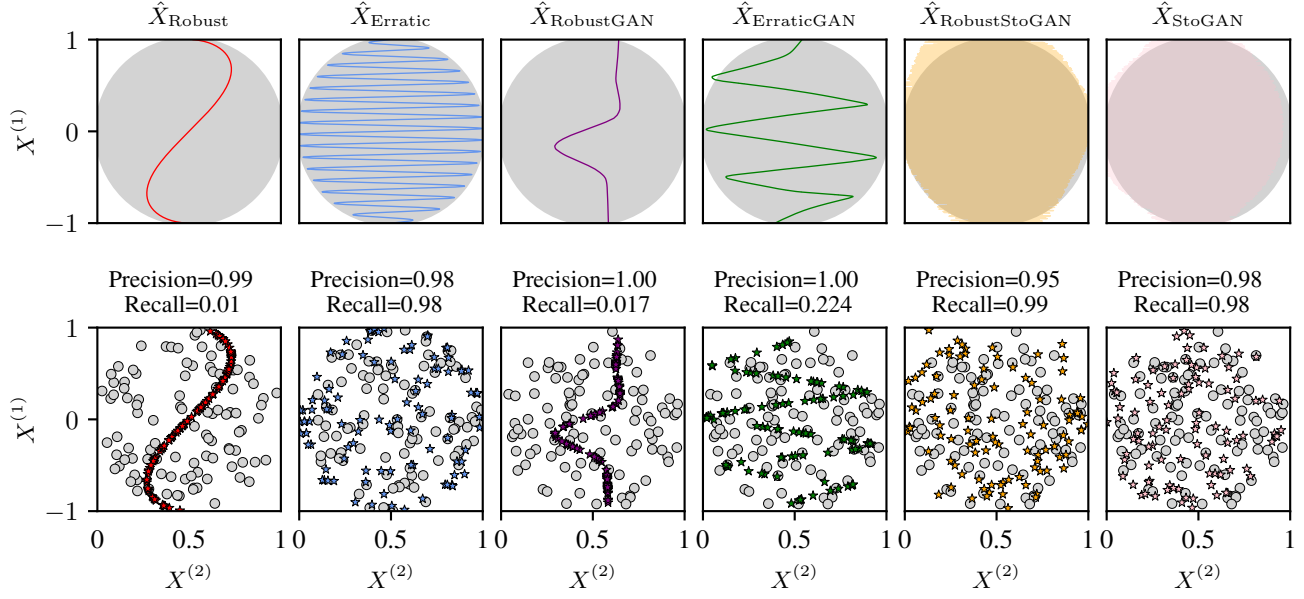 X̂_Robust X̂_Erratic X̂_RobustGAN X̂_ErraticGAN X̂_RobustStoGAN X̂_StoGAN
1
X^(1)
0
−1
Precision=0.99 Precision=0.98 Precision=1.00 Precision=1.00 Precision=0.95 Precision=0.98
Recall=0.01 Recall=0.98 Recall=0.017 Recall=0.224 Recall=0.99 Recall=0.98
1
X^(1)
0
−1
0 0.5 1 0 0.5 1 0 0.5 1 0 0.5 1 0 0.5 1 0 0.5 1
X^(2) X^(2) X^(2) X^(2) X^(2) X^(2)